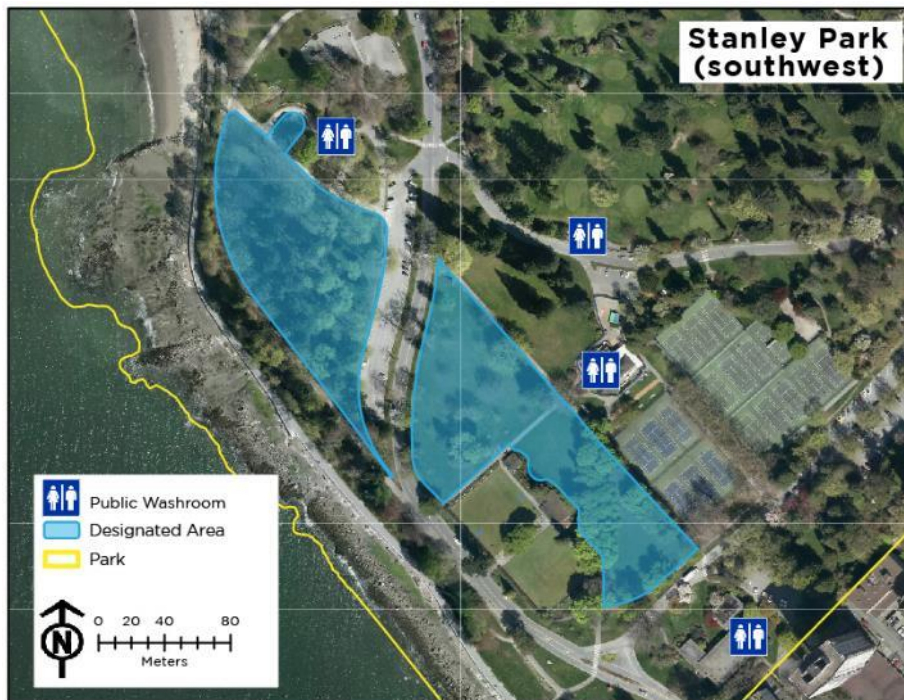 Stanley Park
(southwest)
Public Washroom
Designated Area
Park
N
0 20 40 80
Meters